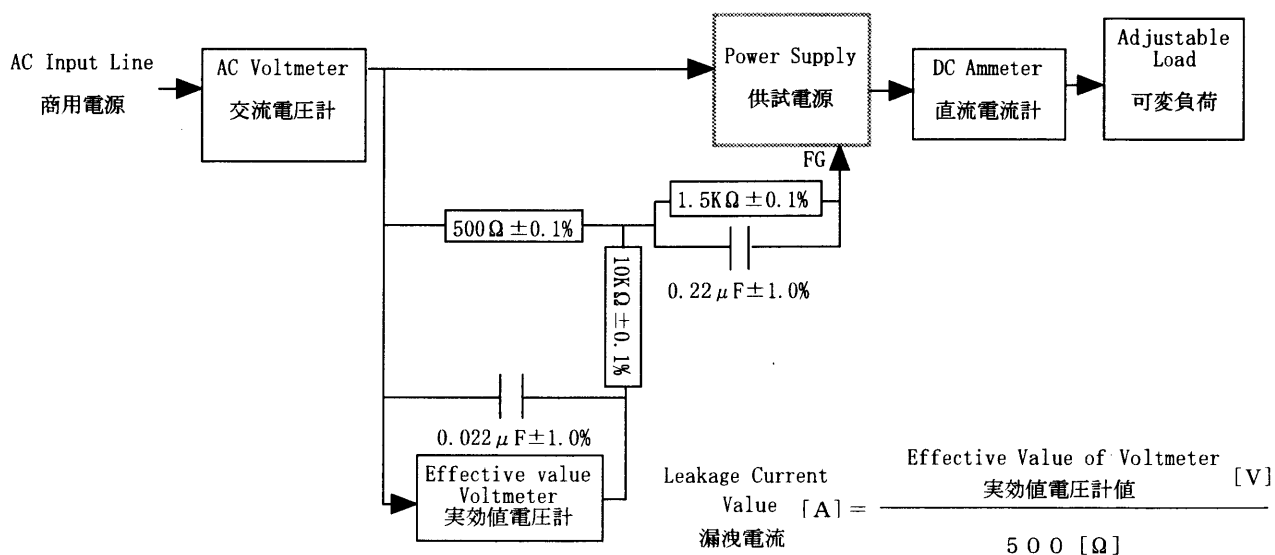 AC Input Line
商用電源
AC Voltmeter
交流電圧計
Power Supply
供試電源
FG
DC Ammeter
直流電流計
Adjustable
Load
可変負荷
1.5KΩ±0.1%
500Ω±0.1%
0.22μF±1.0%
10KΩ±0.1%
0.022μF±1.0%
Effective value
Voltmeter
実効値電圧計
Leakage Current
Value [A]=
漏洩電流
Effective Value of Voltmeter
実効値電圧計値 [V]
500 [Ω]